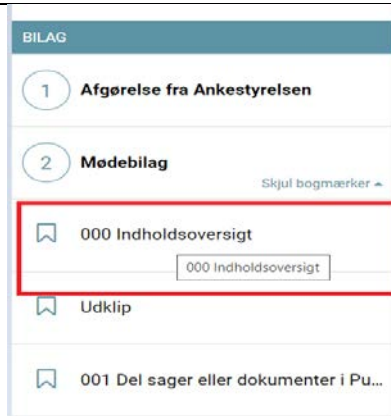 BILAG
1 Afgørelse fra Ankestyrelsen
2 Mødebilag
Skjul bogmærker
000 Indholdsoversigt
000 Indholdsoversigt
Udklip
001 Del sager eller dokumenter i Pu...